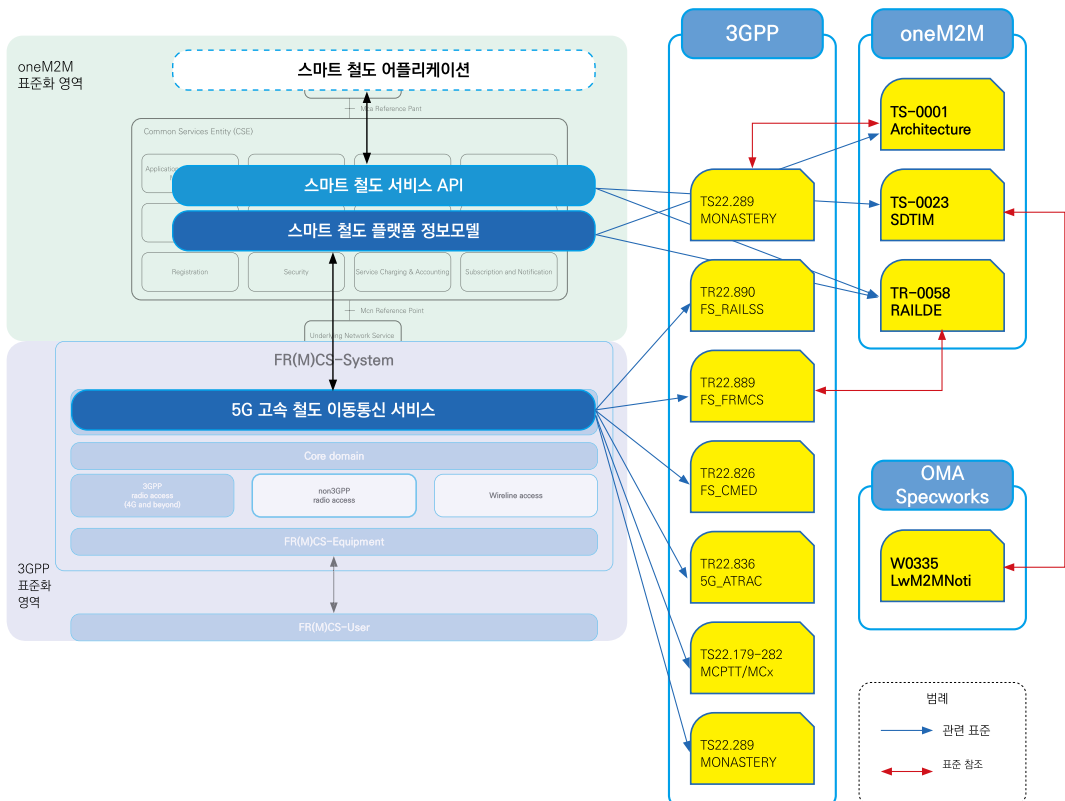 oneM2M
표준화 영역
스마트 철도 어플리케이션
Mca Reference Pant
Common Services Entity (CSE)
스마트 철도 서비스 API
스마트 철도 플랫폼 정보모델
Registration
Security
Service Charging & Accounting
Subscription and Notification
Mcn Reference Point
Underlying Network Service
FR(M)CS-System
5G 고속 철도 이동통신 서비스
Core domain
3GPP
radio access
(4G and beyond)
non3GPP
radio access
Wireline access
FR(M)CS-Equipment
3GPP
표준화
영역
FR(M)CS-User
3GPP
TS22.289
MONASTERY
TR22.890
FS_RAILSS
TR22.889
FS_FRMCS
TR22.826
FS_CMED
TR22.836
5G_ATRAC
TS22.179-282
MCPTT/MCx
TS22.289
MONASTERY
oneM2M
TS-0001
Architecture
TS-0023
SDTIM
TR-0058
RAILDE
OMA
Specworks
W0335
LwM2MNoti
범례
관련 표준
표준 참조